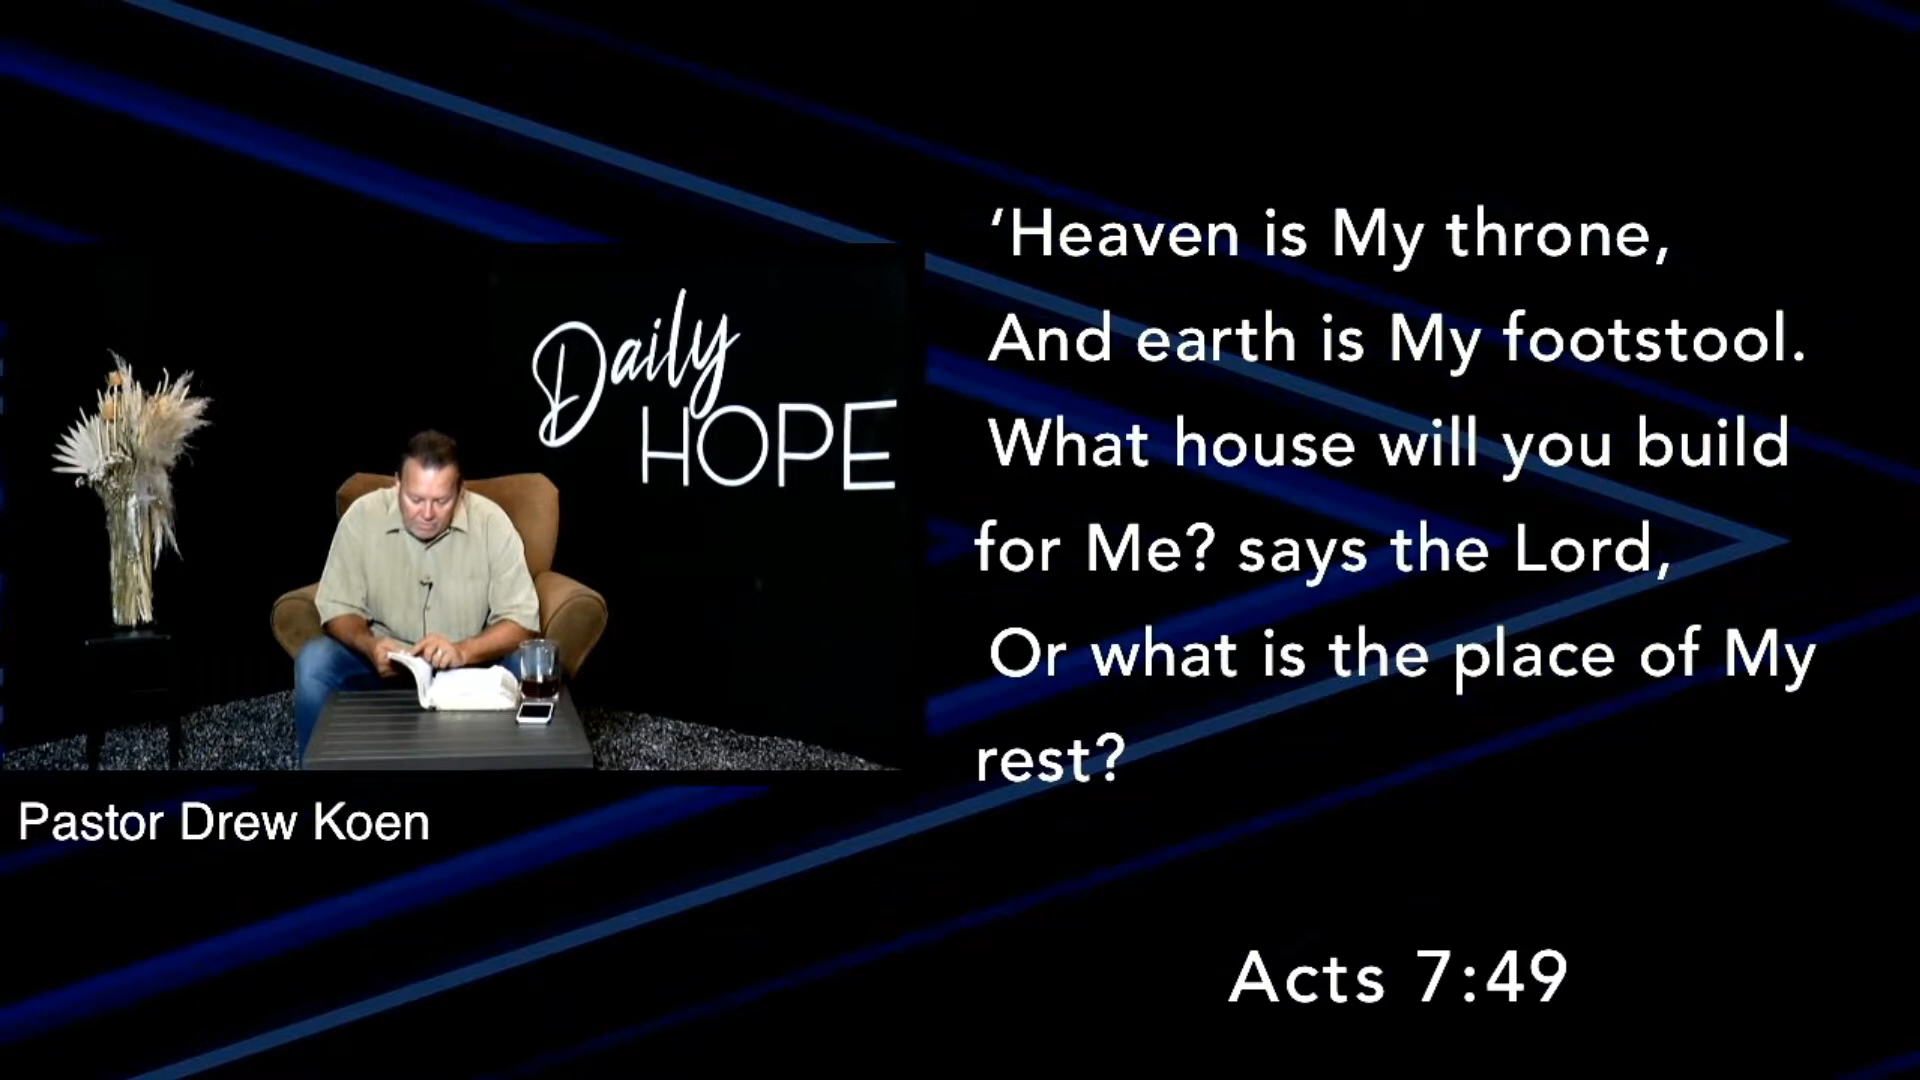 Daily
HOPE
Pastor Drew Koen
‘Heaven is My throne,
And earth is My footstool.
What house will you build
for Me? says the Lord,
Or what is the place of My
rest?
Acts 7:49